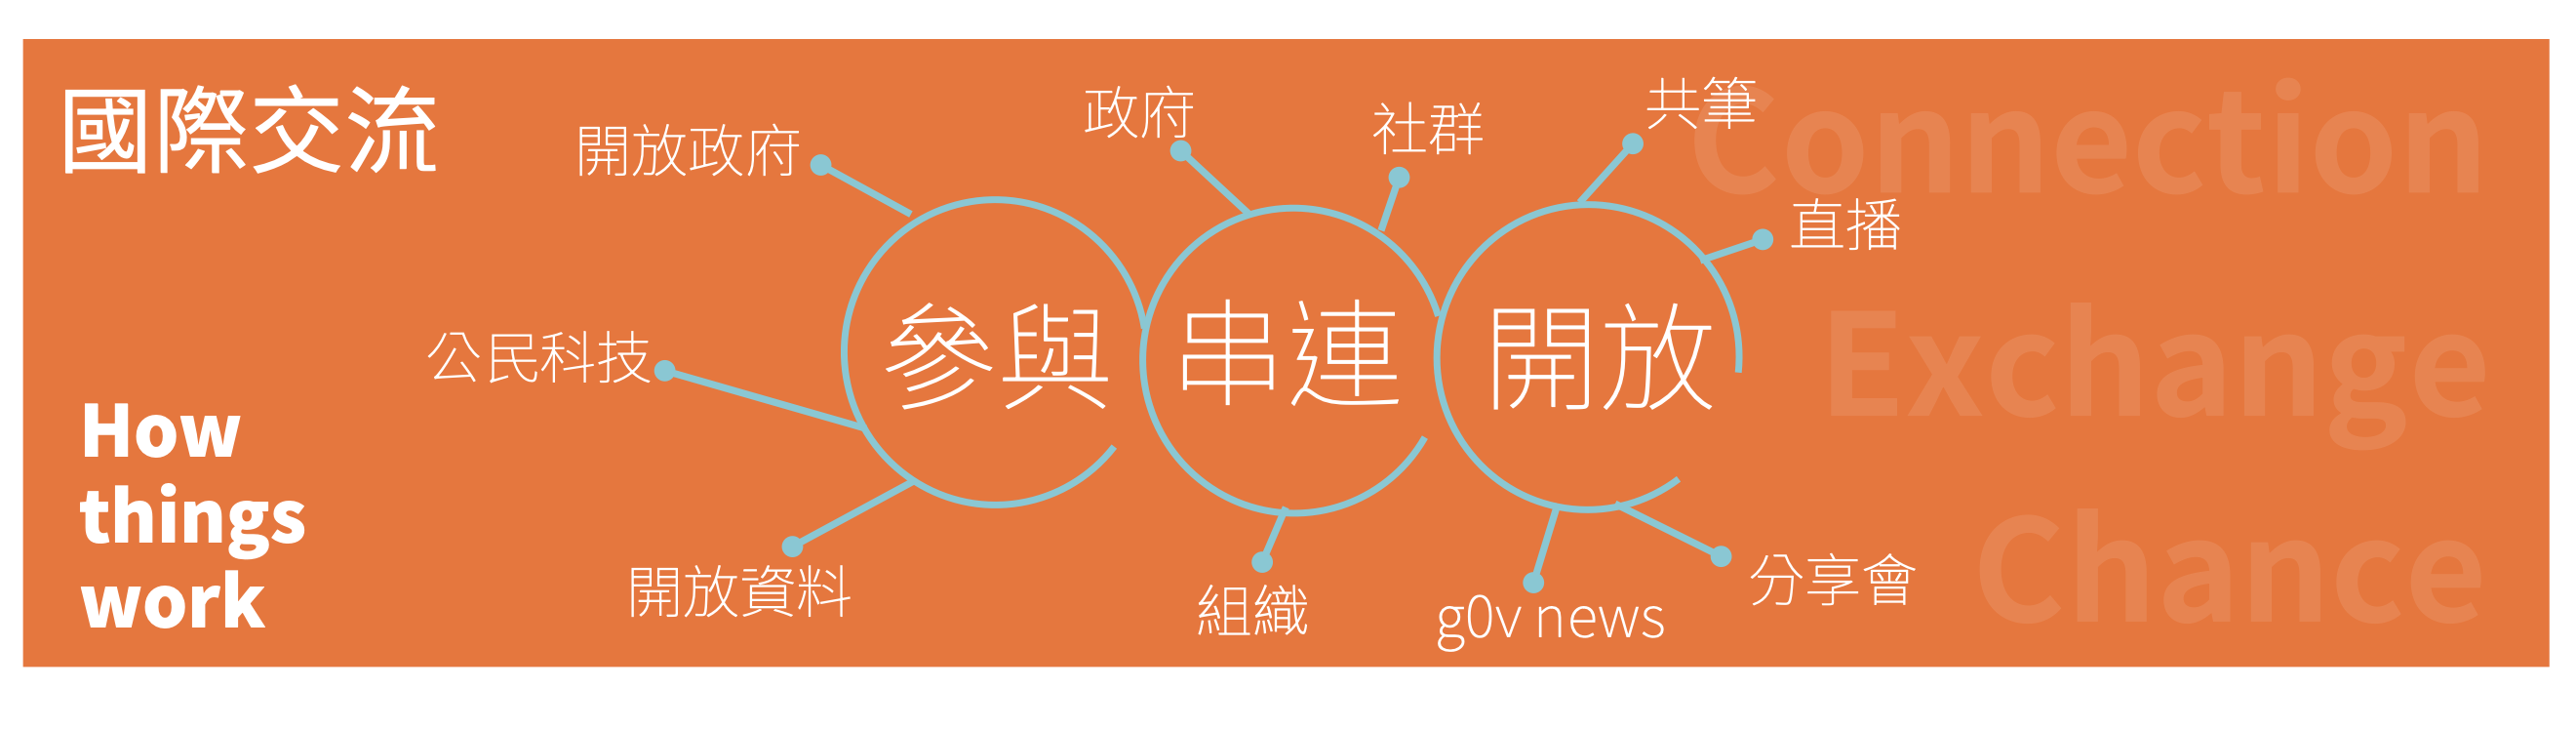 國際交流
How
things
work
開放政府
公民科技
開放資料
參與
政府
社群
串連
組織
共筆
直播
開放
g0v news
分享會
Connection
Exchange
Chance